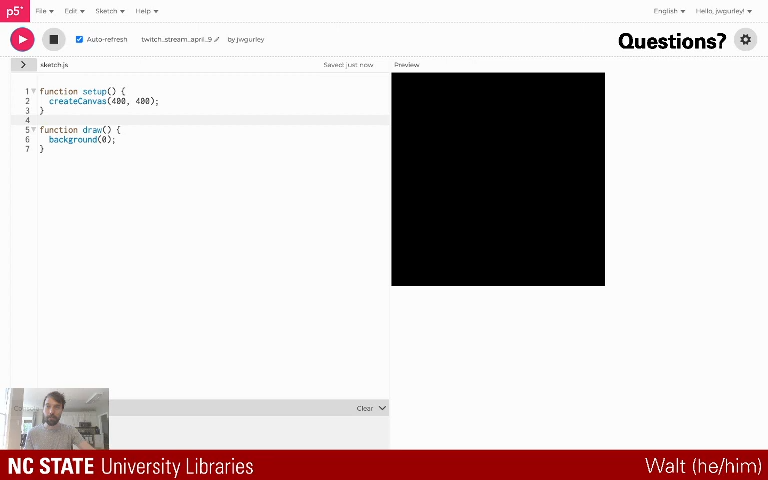 p5* File Edit Sketch Help English Hello, jwgurley!
Auto-refresh twitch_stream_april_9 by jwgurley Questions?
> sketch.js Saved: just now Preview
1 function setup() {
2 createCanvas(400, 400);
3 }
4
5 function draw() {
6 background(0);
7 }
Clear
NC STATE University Libraries Walt (he/him)